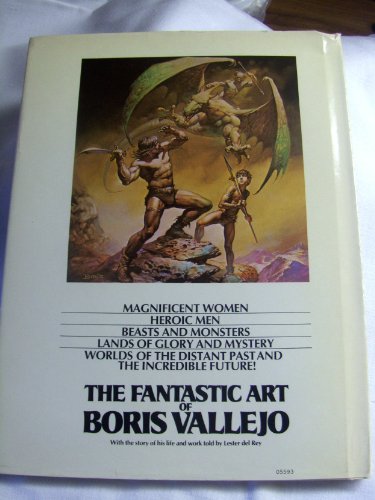 BORIS
MAGNIFICENT WOMEN
HEROIC MEN
BEASTS AND MONSTERS
LANDS OF GLORY AND MYSTERY
WORLDS OF THE DISTANT PAST AND
THE INCREDIBLE FUTURE!
THE FANTASTIC ART
OF
BORIS VALLEJO
With the story of his life and work told by Lester del Rey
05593